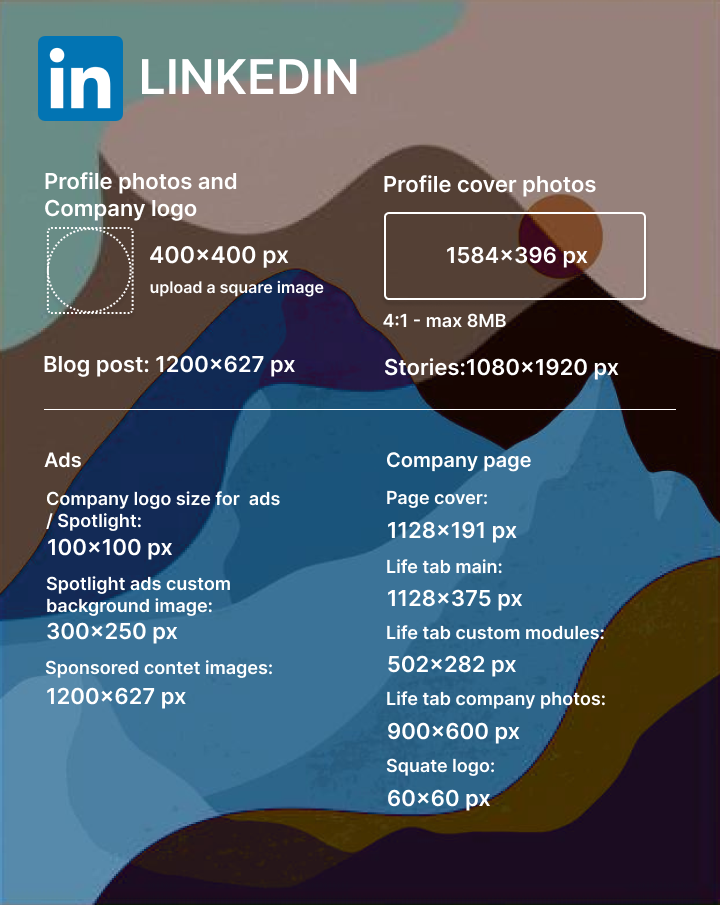 in LINKEDIN
Profile photos and
Company logo
400×400 px
upload a square image
Profile cover photos
1584×396 px
4:1 - max 8MB
Blog post: 1200×627 px
Stories:1080×1920 px
Ads
Company logo size for  ads
/ Spotlight:
100×100 px
Spotlight ads custom
background image:
300×250 px
Sponsored contet images:
1200×627 px
Company page
Page cover:
1128×191 px
Life tab main:
1128×375 px
Life tab custom modules:
502×282 px
Life tab company photos:
900×600 px
Squate logo:
60×60 px